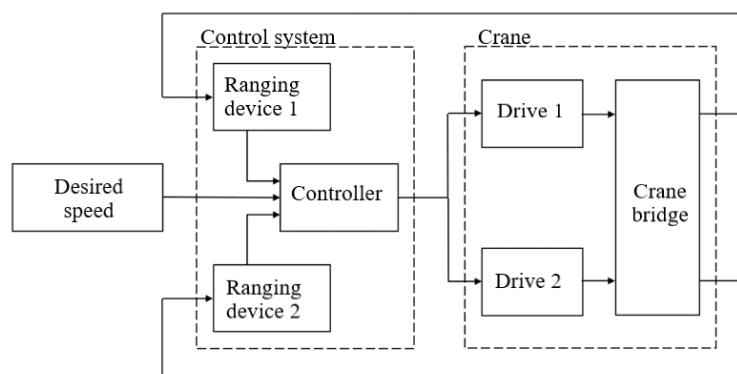 Control system
Crane
Ranging
device 1
Drive 1
Desired
speed
Controller
Crane
bridge
Ranging
device 2
Drive 2